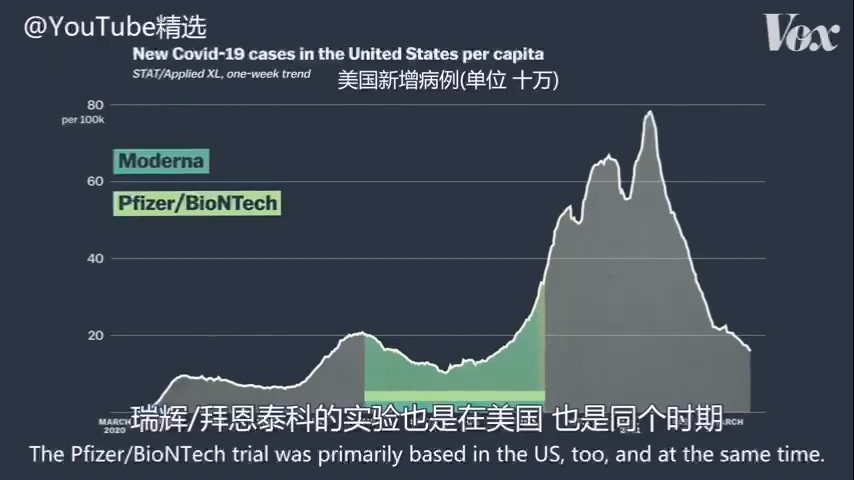 @YouTube精选
Vox
New Covid-19 cases in the United States per capita
STAT/Applied XL, one-week trend
美国新增病例(单位 十万)
80
per 100k
Moderna
60
Pfizer/BioNTech
40
20
MARCH
2020
瑞辉/拜恩泰科的实验也是在美国 也是同个时期
The Pfizer/BioNTech trial was primarily based in the US, too, and at the same time.